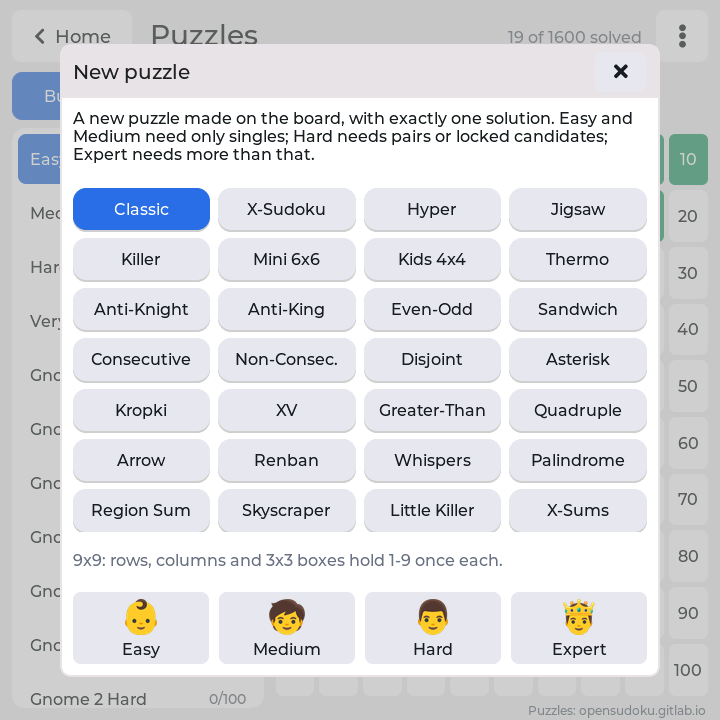 Home
Puzzles
19 of 1600 solved
New puzzle
A new puzzle made on the board, with exactly one solution. Easy and
Medium need only singles; Hard needs pairs or locked candidates;
Expert needs more than that.
Classic
X-Sudoku
Hyper
Jigsaw
Killer
Mini 6x6
Kids 4x4
Thermo
Anti-Knight
Anti-King
Even-Odd
Sandwich
Consecutive
Non-Consec.
Disjoint
Asterisk
Kropki
XV
Greater-Than
Quadruple
Arrow
Renban
Whispers
Palindrome
Region Sum
Skyscraper
Little Killer
X-Sums
9x9: rows, columns and 3x3 boxes hold 1-9 once each.
Easy
Medium
Hard
Expert
10
20
30
40
50
60
70
80
90
100
Gnome 2 Hard
0/100
Puzzles: opensudoku.gitlab.io